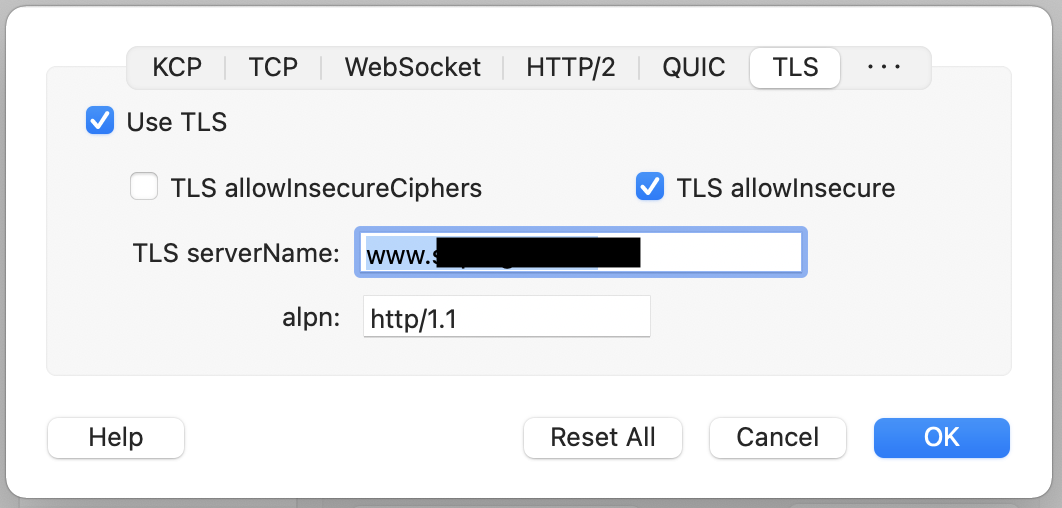 KCP TCP WebSocket HTTP/2 QUIC TLS ···
Use TLS
TLS allowInsecureCiphers TLS allowInsecure
TLS serverName: www.
alpn: http/1.1
Help Reset All Cancel OK